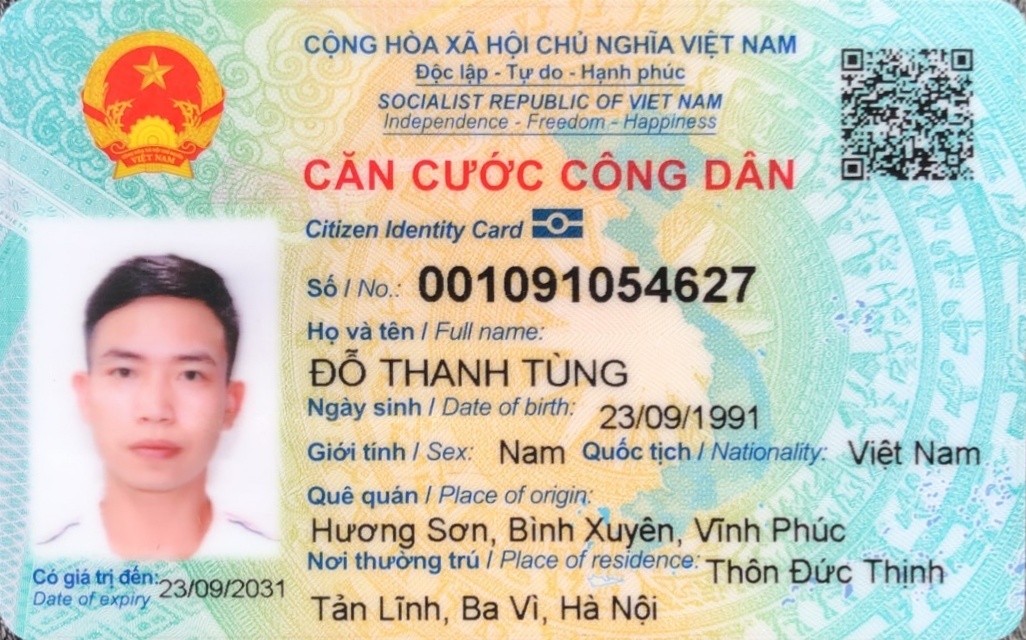 CỘNG HÒA XÃ HỘI CHỦ NGHĨA VIỆT NAM
Độc lập - Tự do - Hạnh phúc
SOCIALIST REPUBLIC OF VIET NAM
Independence - Freedom - Happiness
CĂN CƯỚC CÔNG DÂN
Citizen Identity Card
Số / No.: 001091054627
Họ và tên / Full name:
ĐỖ THANH TÙNG
Ngày sinh / Date of birth: 23/09/1991
Giới tính / Sex: Nam Quốc tịch / Nationality: Việt Nam
Quê quán / Place of origin:
Hương Sơn, Bình Xuyên, Vĩnh Phúc
Nơi thường trú / Place of residence: Thôn Đức Thịnh
Tản Lĩnh, Ba Vì, Hà Nội
Có giá trị đến: 23/09/2031
Date of expiry
VIỆT NAM